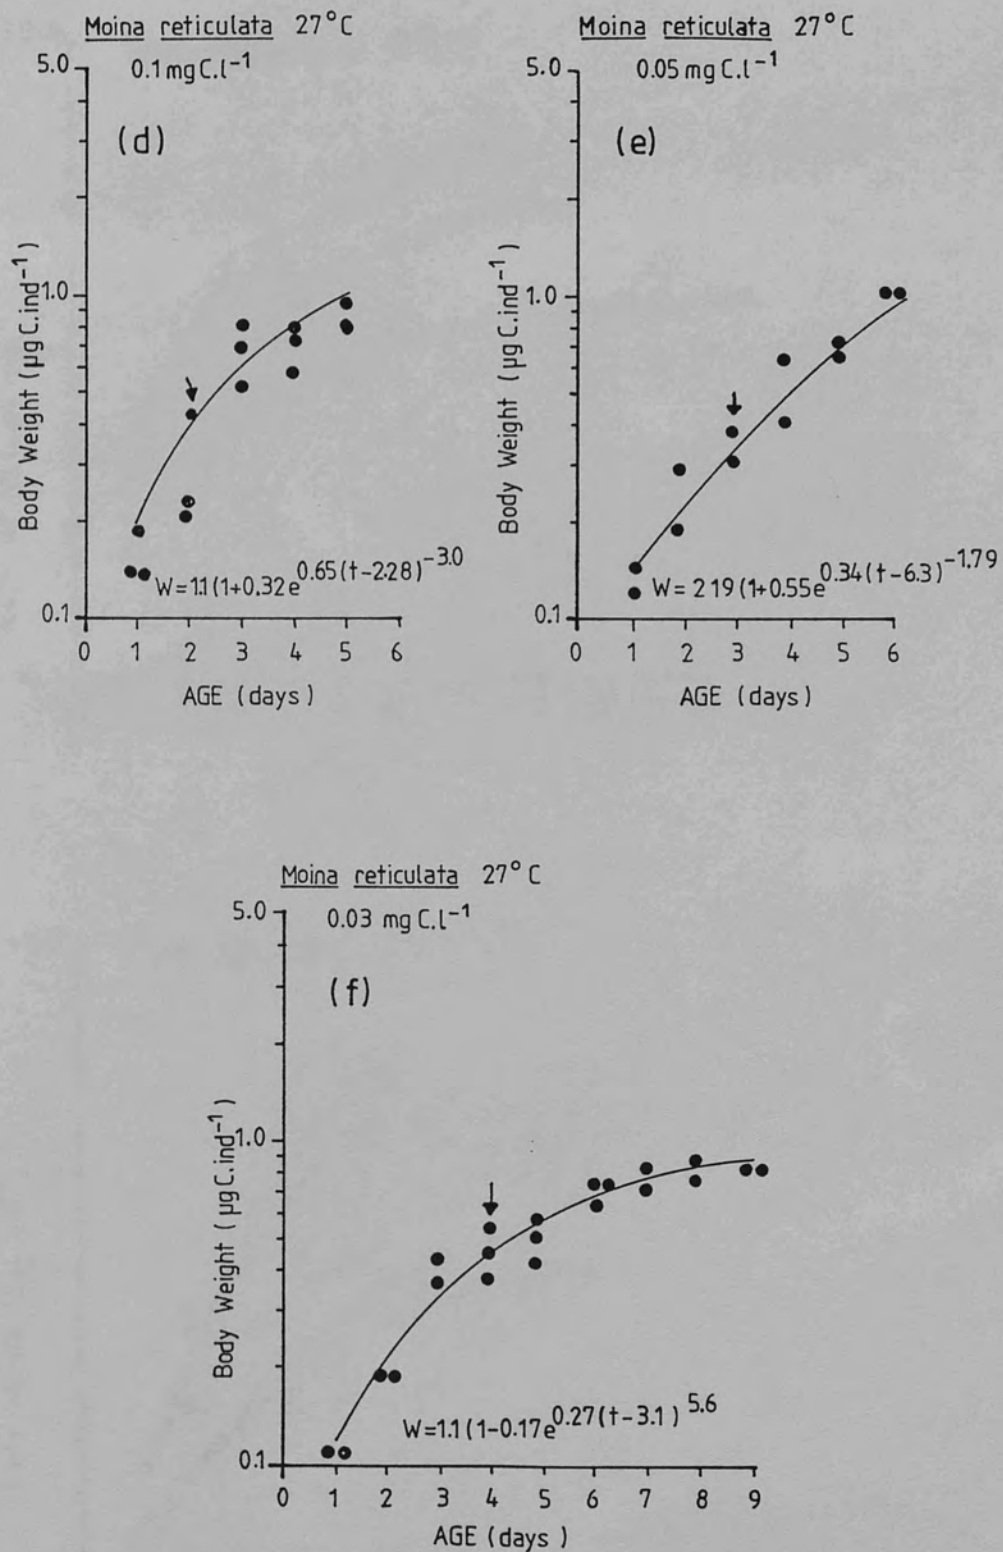 Moina reticulata 27°C
0.1 mg C.l⁻¹
(d)
5.0
1.0
0.1
Body Weight (µg C.ind⁻¹)
W=1.1(1+0.32e^0.65(t-2.28)^-3.0
0 1 2 3 4 5 6
AGE (days)
Moina reticulata 27°C
0.05 mg C.l⁻¹
(e)
5.0
1.0
0.1
Body Weight (µg C.ind⁻¹)
W= 2 19 (1+0.55e^0.34(t-6.3)^-1.79
0 1 2 3 4 5 6
AGE (days)
Moina reticulata 27°C
0.03 mg C.l⁻¹
(f)
5.0
1.0
0.1
Body Weight (µg C.ind⁻¹)
W=1.1(1-0.17e^0.27(t-3.1)^5.6
0 1 2 3 4 5 6 7 8 9
AGE (days)